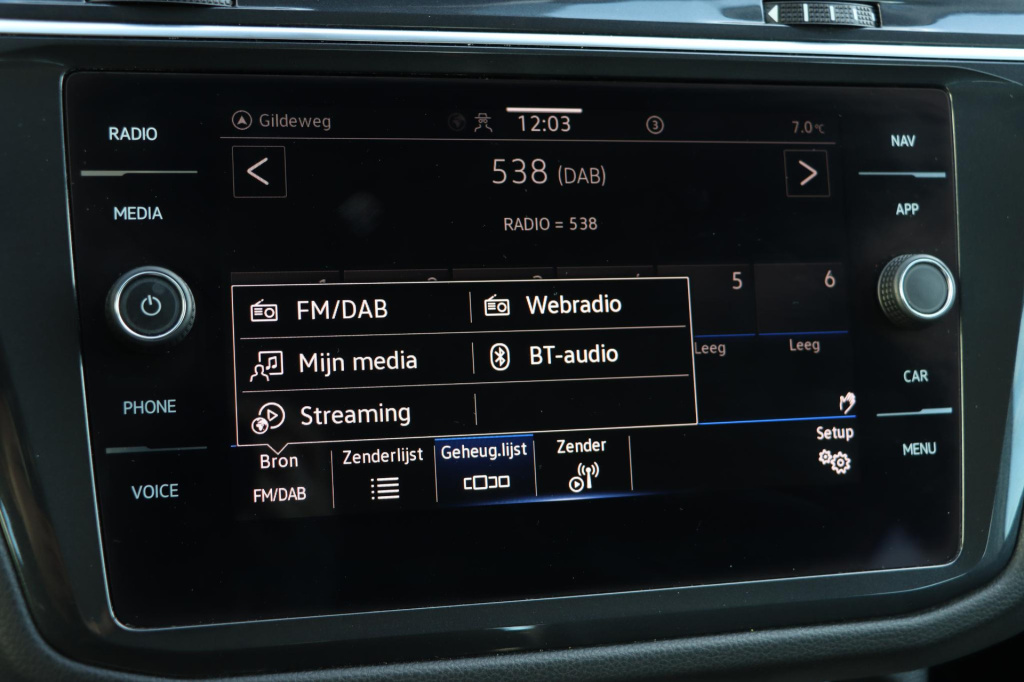 RADIO
MEDIA
PHONE
VOICE
Gildeweg
12:03
3
7.0°C
538 (DAB)
RADIO = 538
5
6
Leeg
Leeg
FM/DAB
Webradio
Mijn media
BT-audio
Streaming
Bron
FM/DAB
Zenderlijst
Geheug.lijst
Zender
Setup
NAV
APP
CAR
MENU